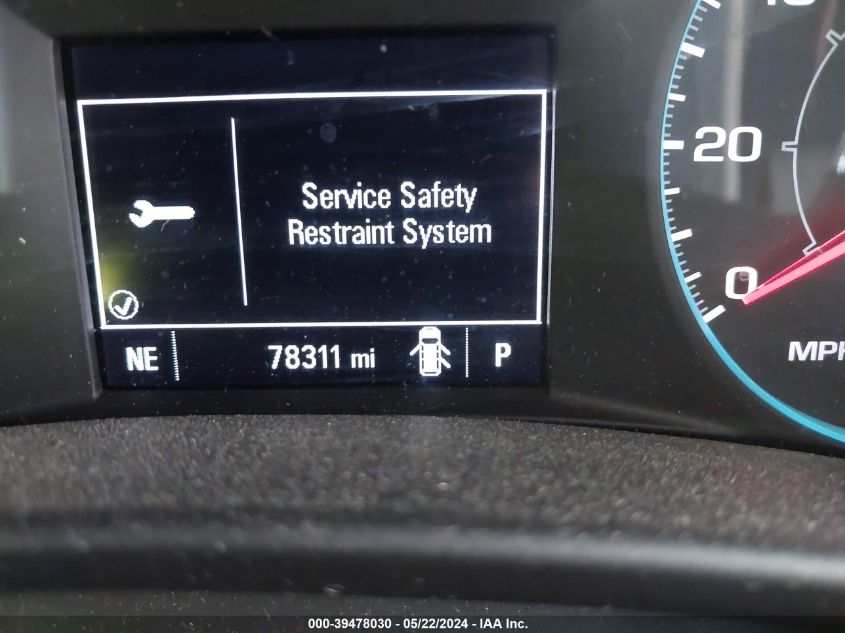 Service Safety
Restraint System
NE 78311 mi P
20
0
MPH
000-39478030 - 05/22/2024 - IAA Inc.